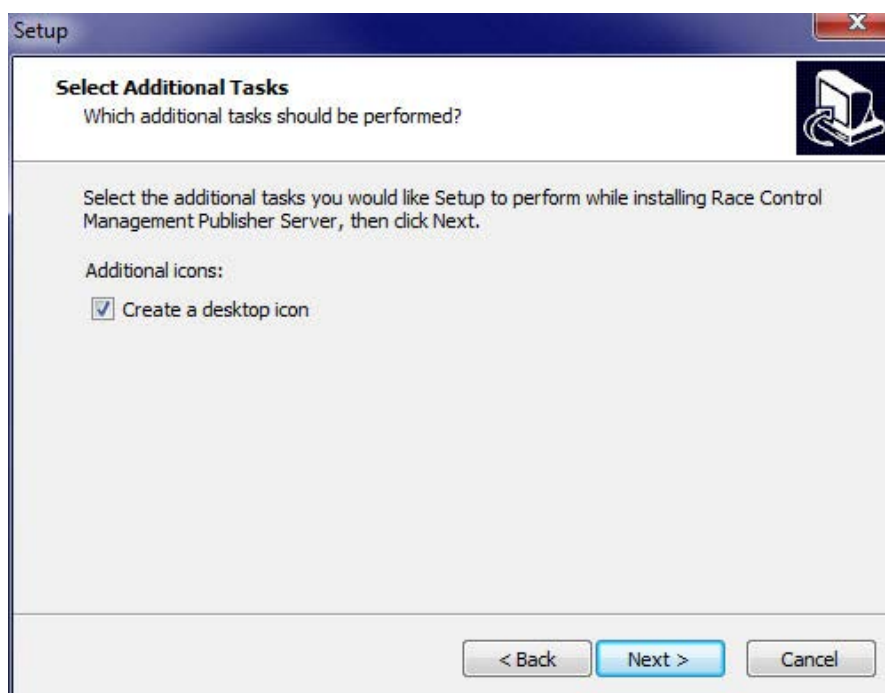 Setup
Select Additional Tasks
Which additional tasks should be performed?
Select the additional tasks you would like Setup to perform while installing Race Control
Management Publisher Server, then click Next.
Additional icons:
Create a desktop icon
< Back
Next >
Cancel